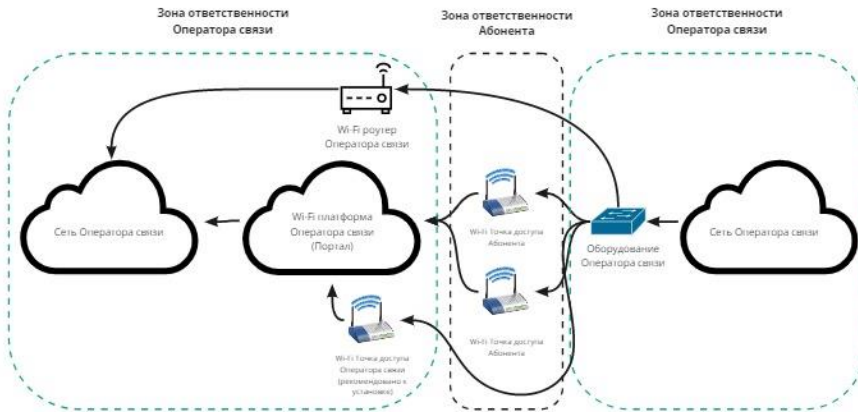 Зона ответственности
Оператора связи
Зона ответственности
Абонента
Зона ответственности
Оператора связи
Wi-Fi роутер
Оператора связи
Сеть Оператора связи
Wi-Fi платформа
Оператора связи
(Портал)
Wi-Fi Точка доступа
Абонента
Wi-Fi Точка доступа
Абонента
Wi-Fi Точка доступа
Оператора связи
(рекомендовано к
установке)
Оборудование
Оператора связи
Сеть Оператора связи